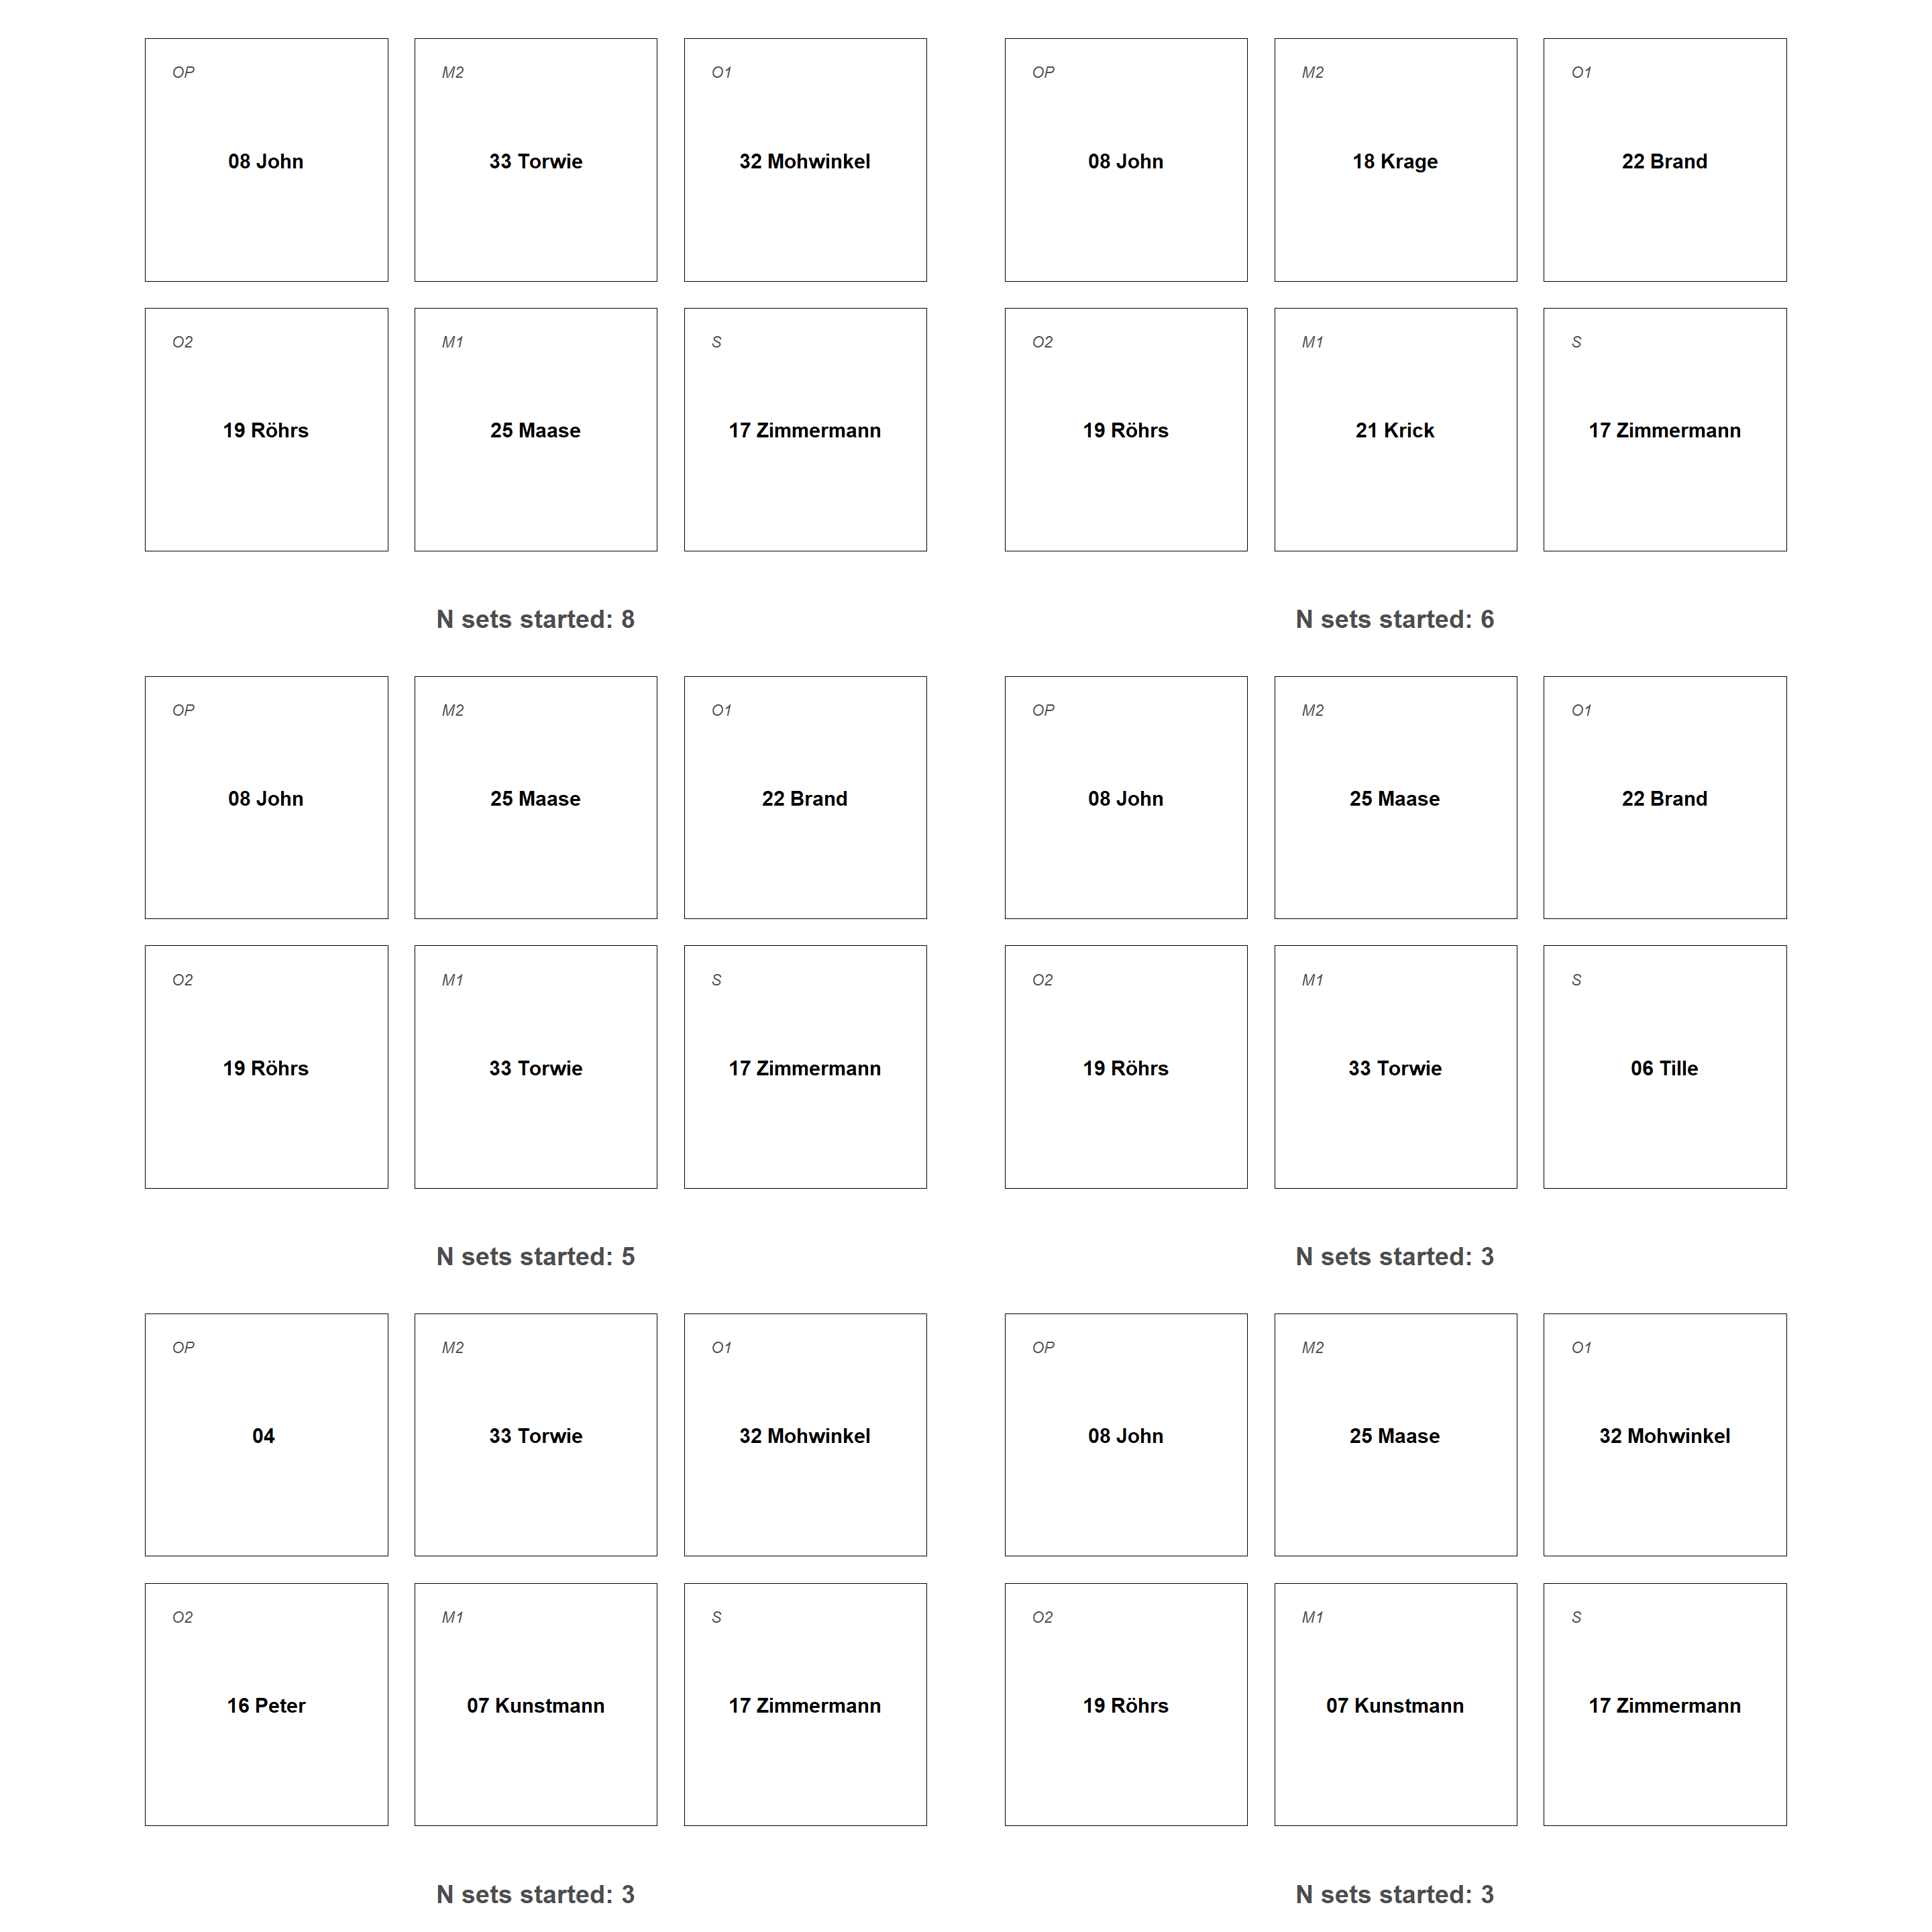 OP
M2
O1
08 John
33 Torwie
32 Mohwinkel
O2
M1
S
19 Röhrs
25 Maase
17 Zimmermann
N sets started: 8
OP
M2
O1
08 John
18 Krage
22 Brand
O2
M1
S
19 Röhrs
21 Krick
17 Zimmermann
N sets started: 6
OP
M2
O1
08 John
25 Maase
22 Brand
O2
M1
S
19 Röhrs
33 Torwie
17 Zimmermann
N sets started: 5
OP
M2
O1
08 John
25 Maase
22 Brand
O2
M1
S
19 Röhrs
33 Torwie
06 Tille
N sets started: 3
OP
M2
O1
04
33 Torwie
32 Mohwinkel
O2
M1
S
16 Peter
07 Kunstmann
17 Zimmermann
N sets started: 3
OP
M2
O1
08 John
25 Maase
32 Mohwinkel
O2
M1
S
19 Röhrs
07 Kunstmann
17 Zimmermann
N sets started: 3